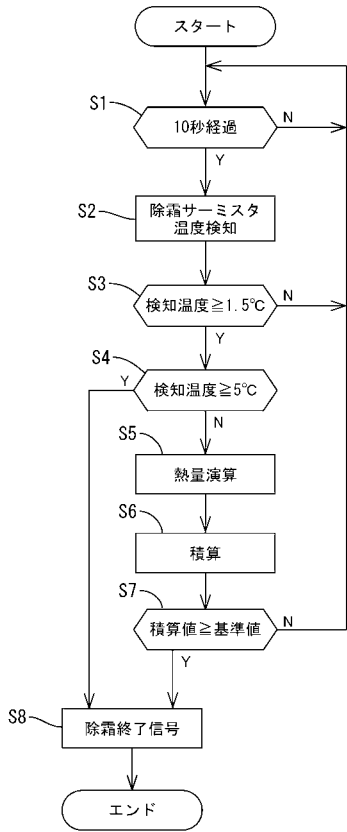 スタート
S1
10秒経過
N
Y
S2
除霜サーミスタ
温度検知
S3
検知温度≧1.5℃
N
Y
S4
Y
検知温度≧5℃
N
S5
熱量演算
S6
積算
S7
積算値≧基準値
N
Y
S8
除霜終了信号
エンド